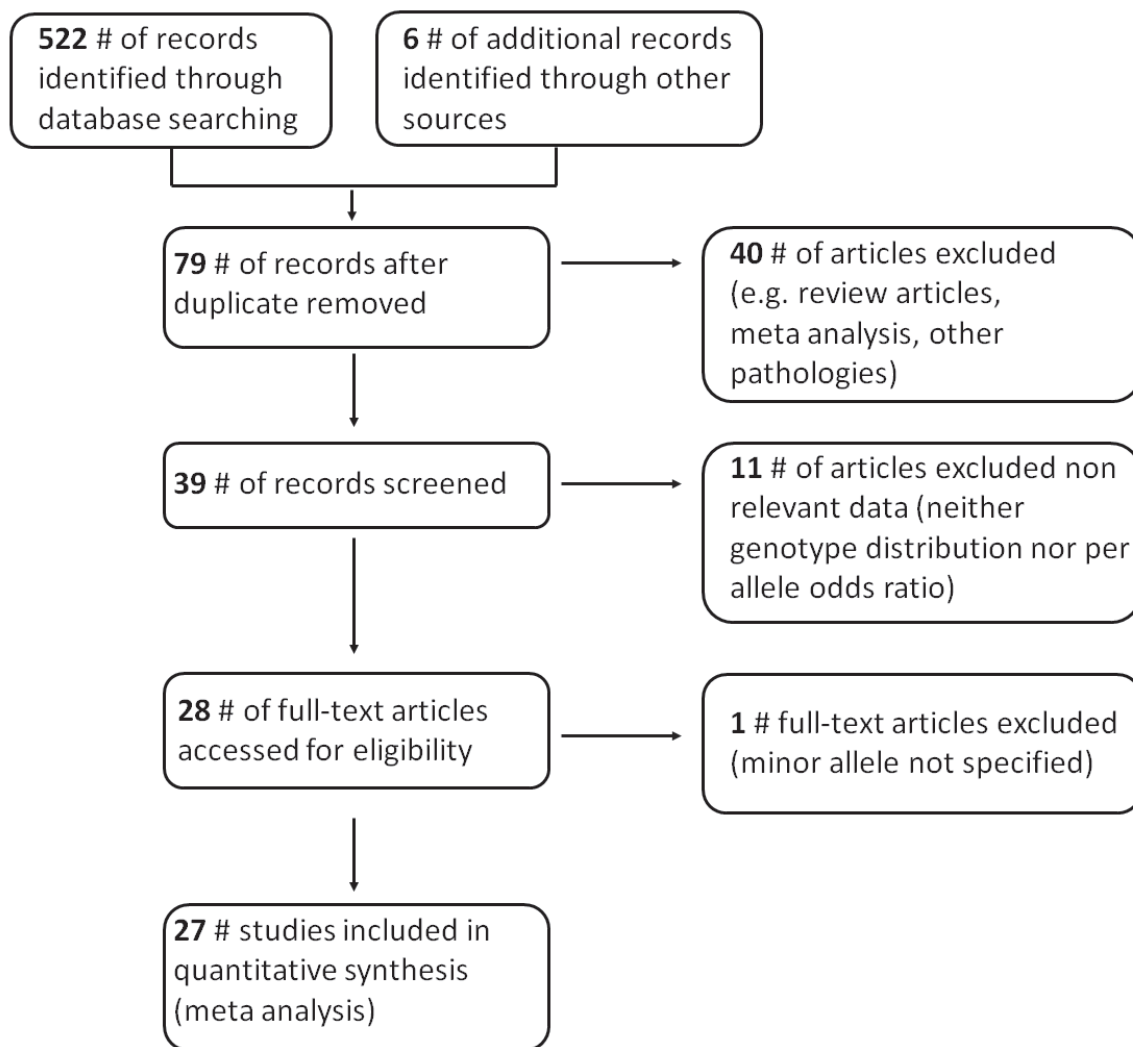 522 # of records
identified through
database searching
6 # of additional records
identified through other
sources
79 # of records after
duplicate removed
40 # of articles excluded
(e.g. review articles,
meta analysis, other
pathologies)
39 # of records screened
11 # of articles excluded non
relevant data (neither
genotype distribution nor per
allele odds ratio)
28 # of full-text articles
accessed for eligibility
1 # full-text articles excluded
(minor allele not specified)
27 # studies included in
quantitative synthesis
(meta analysis)